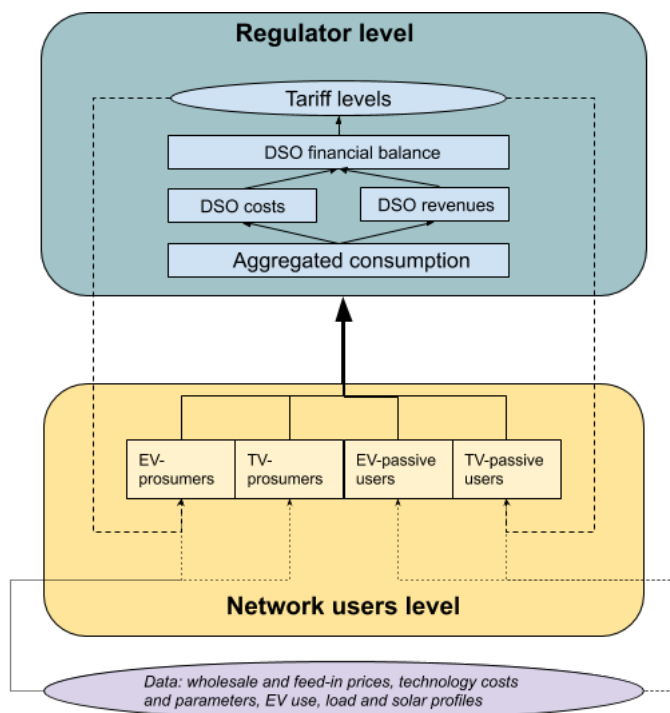 Regulator level
Tariff levels
DSO financial balance
DSO costs
DSO revenues
Aggregated consumption
EV-
prosumers
TV-
prosumers
EV-passive
users
TV-passive
users
Network users level
Data: wholesale and feed-in prices, technology costs
and parameters, EV use, load and solar profiles